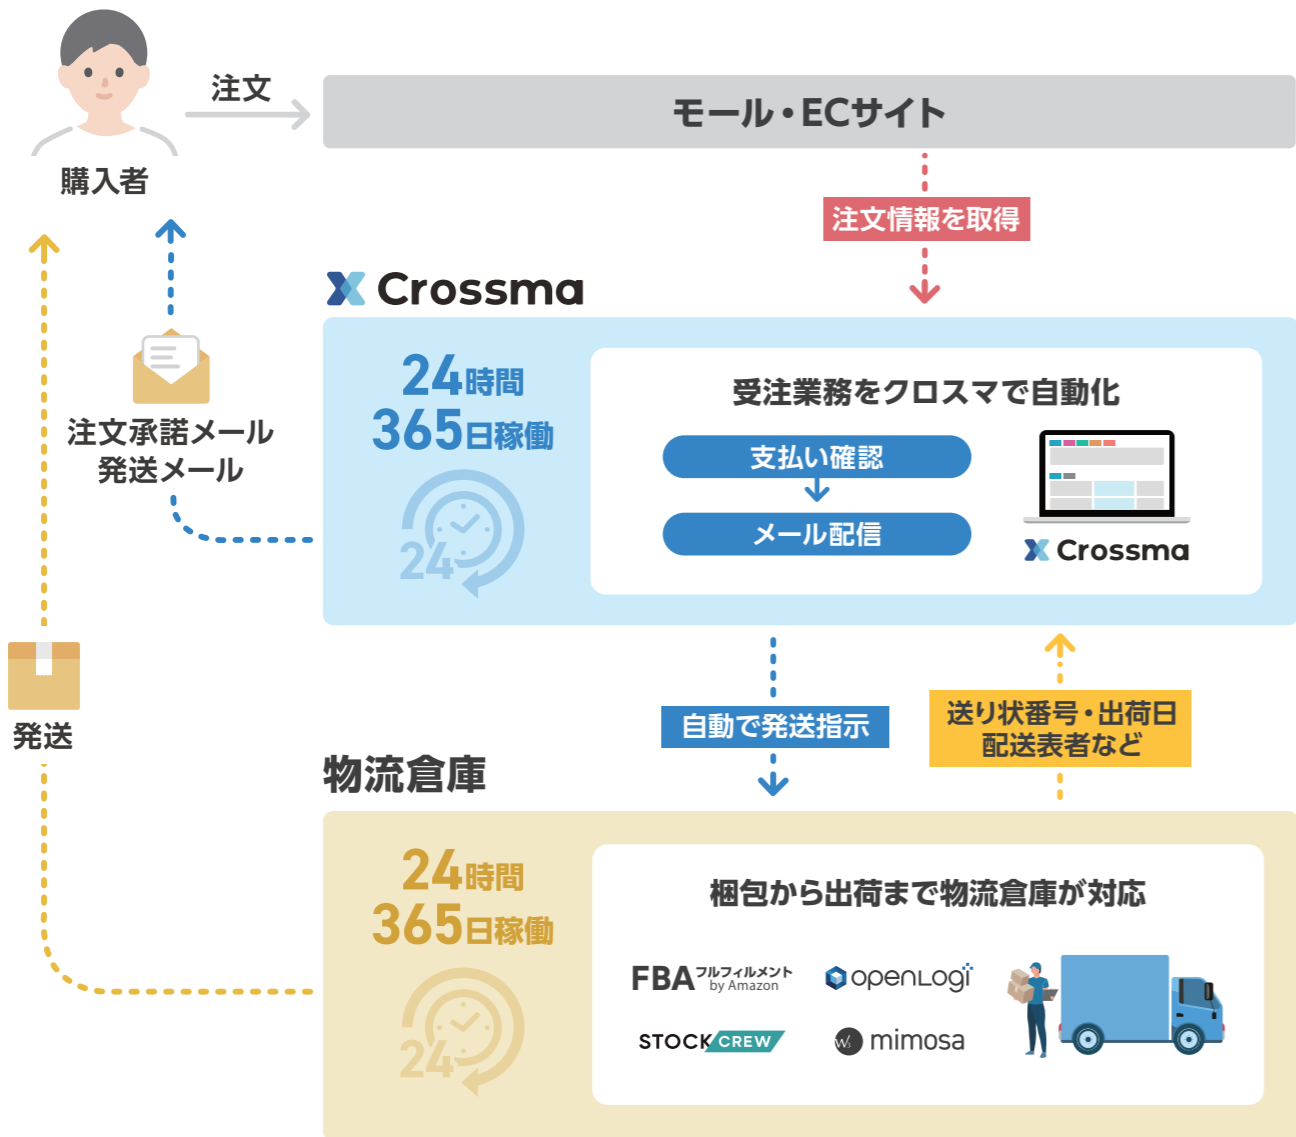 注文
モール・ECサイト
購入者
注文情報を取得
Crossma
24時間
365日稼働
24
受注業務をクロスマで自動化
支払い確認
メール配信
Crossma
注文承諾メール
発送メール
発送
自動で発送指示
送り状番号・出荷日
配送表者など
物流倉庫
24時間
365日稼働
24
梱包から出荷まで物流倉庫が対応
FBA フルフィルメント
by Amazon
openLogi
STOCKCREW
mimosa